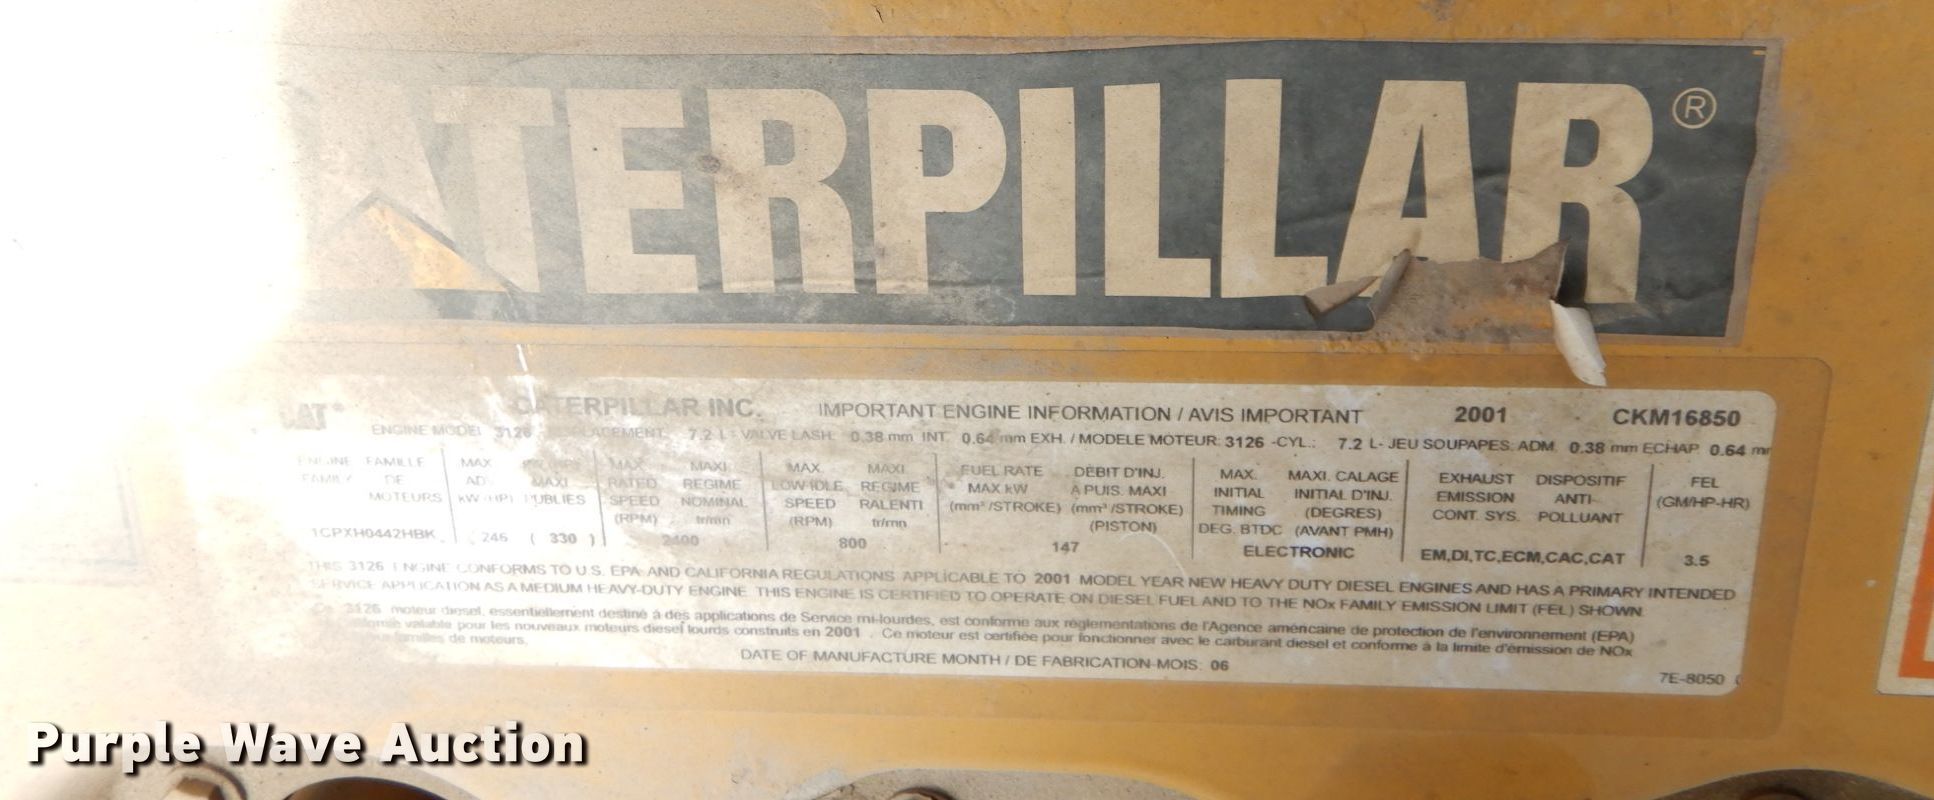 ATERPILLAR®
CAT® CATERPILLAR INC. IMPORTANT ENGINE INFORMATION / AVIS IMPORTANT 2001 CKM16850
ENGINE MODEL 3126 DISPLACEMENT: 7.2 L - VALVE LASH: 0.38 mm INT. 0.64 mm EXH. / MODELE MOTEUR: 3126 -CYL.: 7.2 L- JEU SOUPAPES: ADM. 0.38 mm ECHAP. 0.64 mm
ENGINE FAMILLE MAX MAX. MAXI MAX. MAXI FUEL RATE DÉBIT D'INJ. MAX. MAXI. CALAGE EXHAUST DISPOSITIF FEL
FAMILY DE ADV. MAXI RATED REGIME LOW IDLE REGIME MAX kW A PUIS. MAXI INITIAL INITIAL D'INJ. EMISSION ANTI- (GM/HP-HR)
MOTEURS kW (HP) PUBLIES SPEED NOMINAL SPEED RALENTI (mm³ /STROKE) (mm³ /STROKE) TIMING (DEGRES) CONT. SYS. POLLUANT
(RPM) tr/mn (RPM) tr/mn (PISTON) DEG. BTDC (AVANT PMH)
1CPXH0442HBK 246 ( 330 ) 2400 800 147 ELECTRONIC EM,DI,TC,ECM,CAC,CAT 3.5
THIS 3126 ENGINE CONFORMS TO U.S. EPA AND CALIFORNIA REGULATIONS APPLICABLE TO 2001 MODEL YEAR NEW HEAVY DUTY DIESEL ENGINES AND HAS A PRIMARY INTENDED
SERVICE APPLICATION AS A MEDIUM HEAVY-DUTY ENGINE. THIS ENGINE IS CERTIFIED TO OPERATE ON DIESEL FUEL AND TO THE NOx FAMILY EMISSION LIMIT (FEL) SHOWN.
Ce 3126 moteur diesel, essentiellement destiné à des applications de Service mi-lourdes, est conforme aux réglementations de l'Agence américaine de protection de l'environnement (EPA)
valable pour les nouveaux moteurs diesel lourds construits en 2001 . Ce moteur est certifiée pour fonctionner avec le carburant diesel et conforme à la limite d'émission de NOx
familles de moteurs.
DATE OF MANUFACTURE MONTH / DE FABRICATION-MOIS: 06
7E-8050
Purple Wave Auction